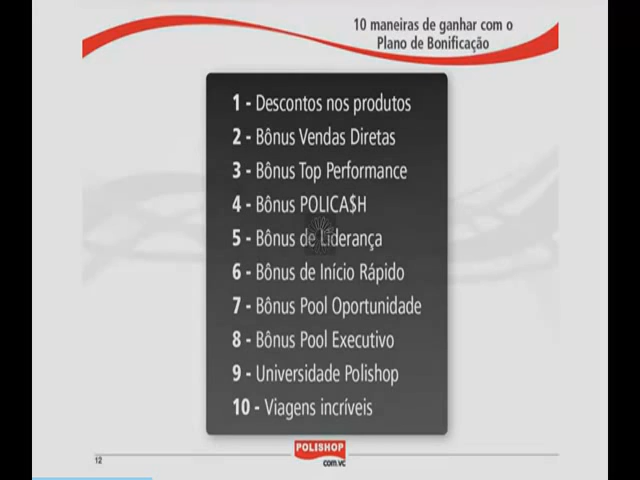 10 maneiras de ganhar com o
Plano de Bonificação
1 - Descontos nos produtos
2 - Bônus Vendas Diretas
3 - Bônus Top Performance
4 - Bônus POLICA$H
5 - Bônus de Liderança
6 - Bônus de Início Rápido
7 - Bônus Pool Oportunidade
8 - Bônus Pool Executivo
9 - Universidade Polishop
10 - Viagens incríveis
POLISHOP
com.vc
12